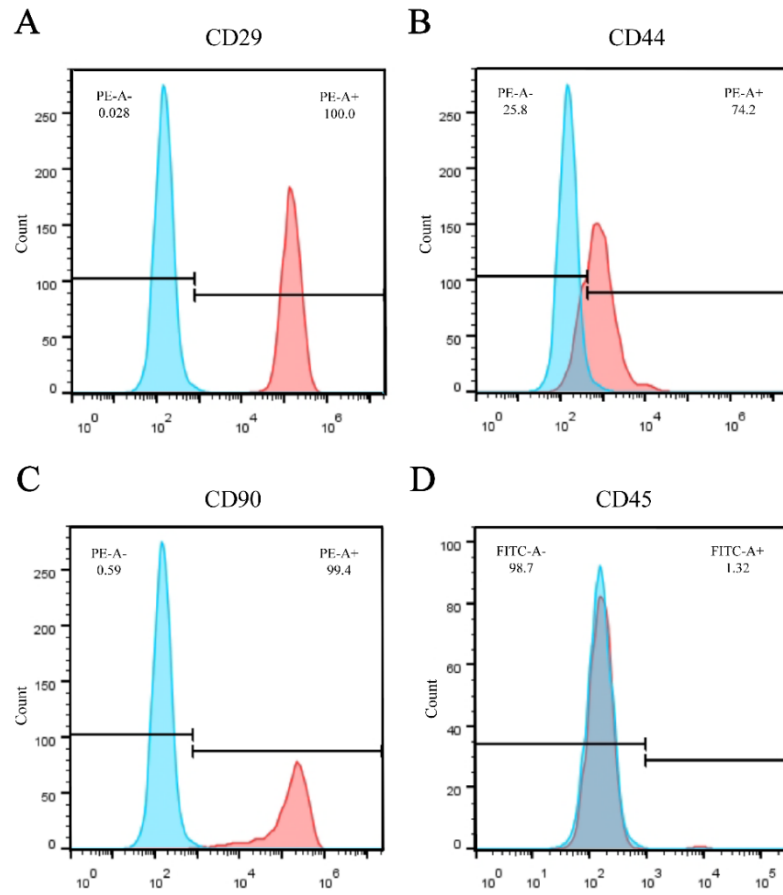 A
CD29
PE-A-
0.028
PE-A+
100.0
Count
250
200
150
100
50
0
10^0 10^2 10^4 10^6
B
CD44
PE-A-
25.8
PE-A+
74.2
Count
250
200
150
100
50
0
10^0 10^2 10^4 10^6
C
CD90
PE-A-
0.59
PE-A+
99.4
Count
250
200
150
100
50
0
10^0 10^2 10^4 10^6
D
CD45
FITC-A-
98.7
FITC-A+
1.32
Count
100
80
60
40
20
0
10^0 10^1 10^2 10^3 10^4 10^5